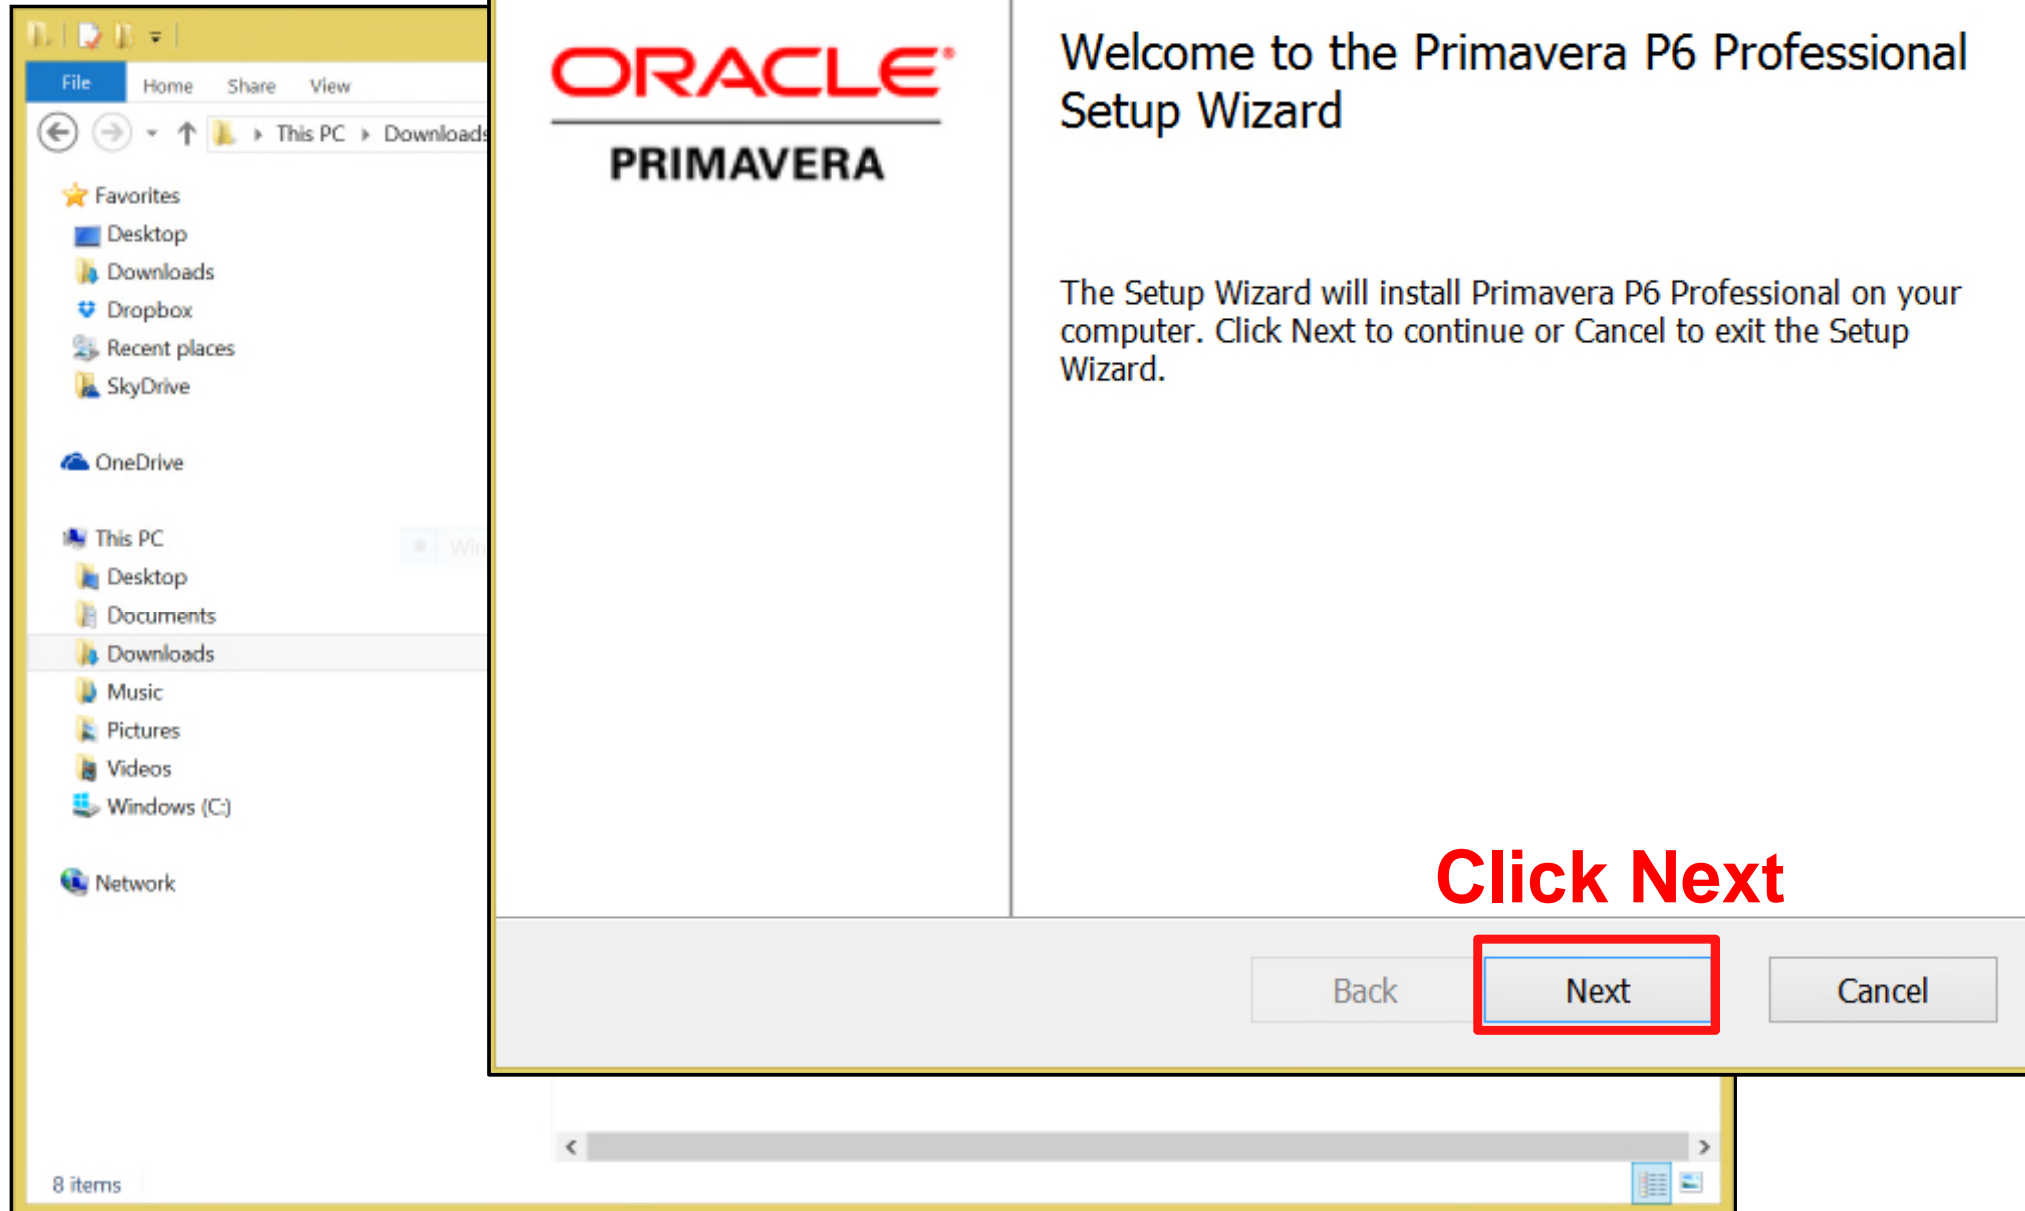 File Home Share View
This PC Downloads
Favorites
Desktop
Downloads
Dropbox
Recent places
SkyDrive
OneDrive
This PC
Desktop
Documents
Downloads
Music
Pictures
Videos
Windows (C:)
Network
8 items
ORACLE®
PRIMAVERA
Welcome to the Primavera P6 Professional
Setup Wizard
The Setup Wizard will install Primavera P6 Professional on your
computer. Click Next to continue or Cancel to exit the Setup
Wizard.
Click Next
Back Next Cancel